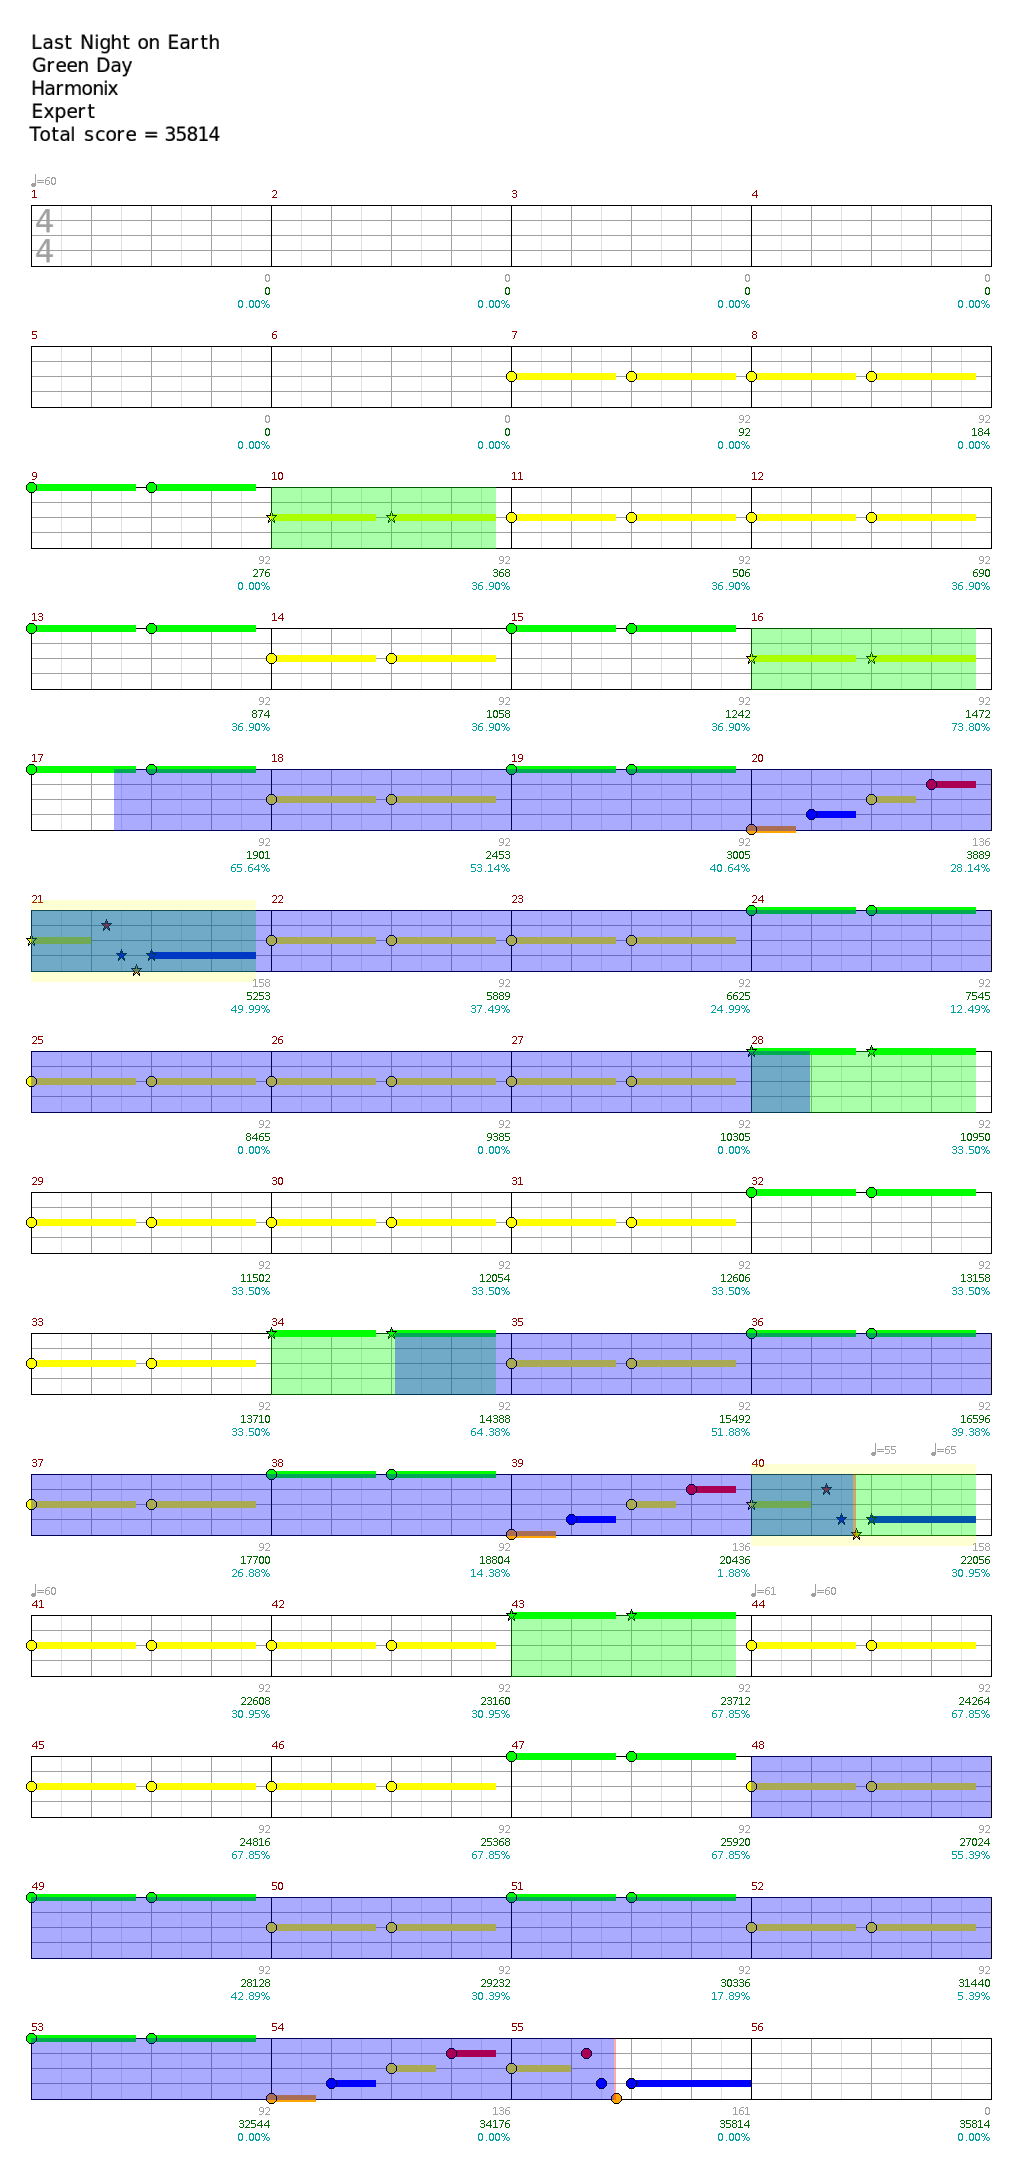 Last Night on Earth
Green Day
Harmonix
Expert
Total score = 35814
♩=60
1 2 3 4
4
4
0 0 0 0
0 0 0 0
0.00% 0.00% 0.00% 0.00%
5 6 7 8
0 0 92 92
0 0 92 184
0.00% 0.00% 0.00% 0.00%
9 10 11 12
92 92 92 92
276 368 506 690
0.00% 36.90% 36.90% 36.90%
13 14 15 16
92 92 92 92
874 1058 1242 1472
36.90% 36.90% 36.90% 73.80%
17 18 19 20
92 92 92 136
1901 2453 3005 3889
65.64% 53.14% 40.64% 28.14%
21 22 23 24
158 92 92 92
5253 5889 6625 7545
49.99% 37.49% 24.99% 12.49%
25 26 27 28
92 92 92 92
8465 9385 10305 10950
0.00% 0.00% 0.00% 33.50%
29 30 31 32
92 92 92 92
11502 12054 12606 13158
33.50% 33.50% 33.50% 33.50%
33 34 35 36
92 92 92 92
13710 14388 15492 16596
33.50% 64.38% 51.88% 39.38%
♩=55 ♩=65
37 38 39 40
92 92 136 158
17700 18804 20436 22056
26.88% 14.38% 1.88% 30.95%
♩=60 ♩=61 ♩=60
41 42 43 44
92 92 92 92
22608 23160 23712 24264
30.95% 30.95% 67.85% 67.85%
45 46 47 48
92 92 92 92
24816 25368 25920 27024
67.85% 67.85% 67.85% 55.39%
49 50 51 52
92 92 92 92
28128 29232 30336 31440
42.89% 30.39% 17.89% 5.39%
53 54 55 56
92 136 161 0
32544 34176 35814 35814
0.00% 0.00% 0.00% 0.00%